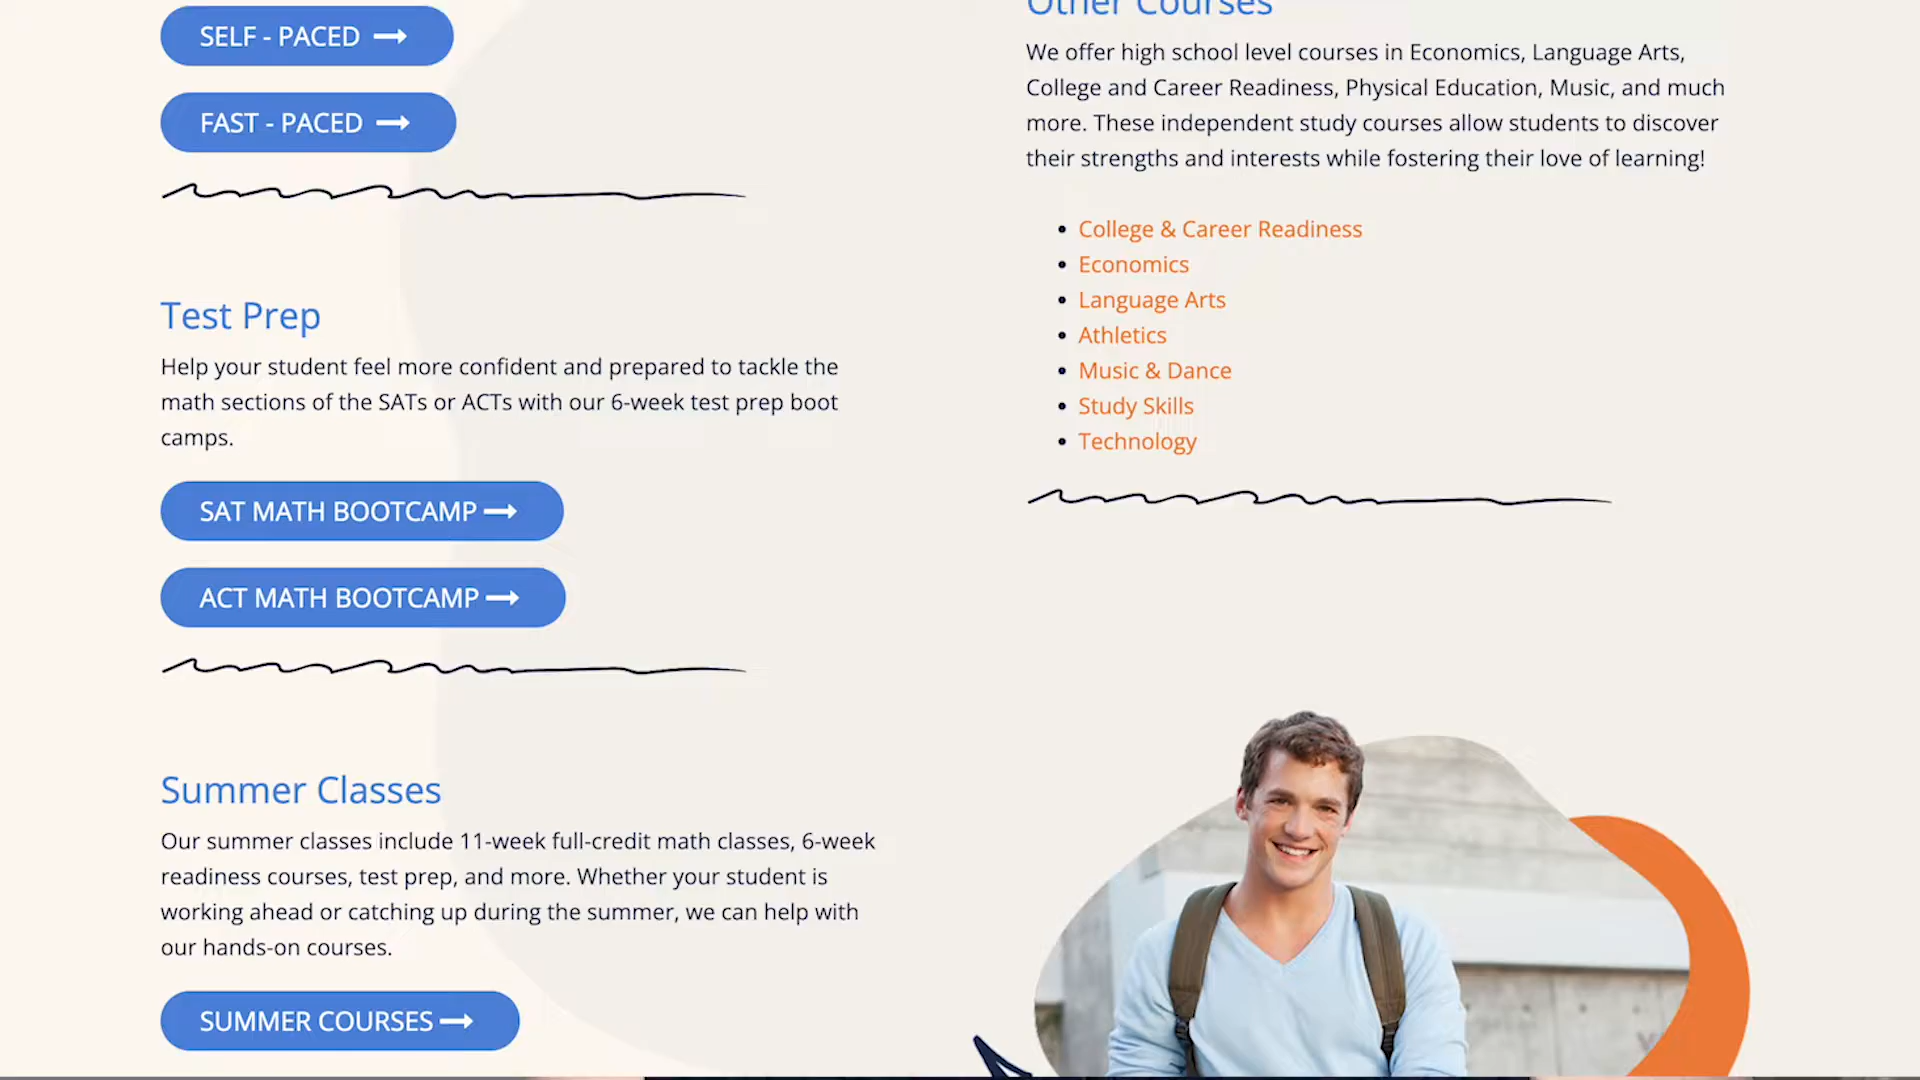 SELF - PACED
FAST - PACED
Test Prep
Help your student feel more confident and prepared to tackle the
math sections of the SATs or ACTs with our 6-week test prep boot
camps.
SAT MATH BOOTCAMP
ACT MATH BOOTCAMP
Summer Classes
Our summer classes include 11-week full-credit math classes, 6-week
readiness courses, test prep, and more. Whether your student is
working ahead or catching up during the summer, we can help with
our hands-on courses.
SUMMER COURSES
Other Courses
We offer high school level courses in Economics, Language Arts,
College and Career Readiness, Physical Education, Music, and much
more. These independent study courses allow students to discover
their strengths and interests while fostering their love of learning!
College & Career Readiness
Economics
Language Arts
Athletics
Music & Dance
Study Skills
Technology